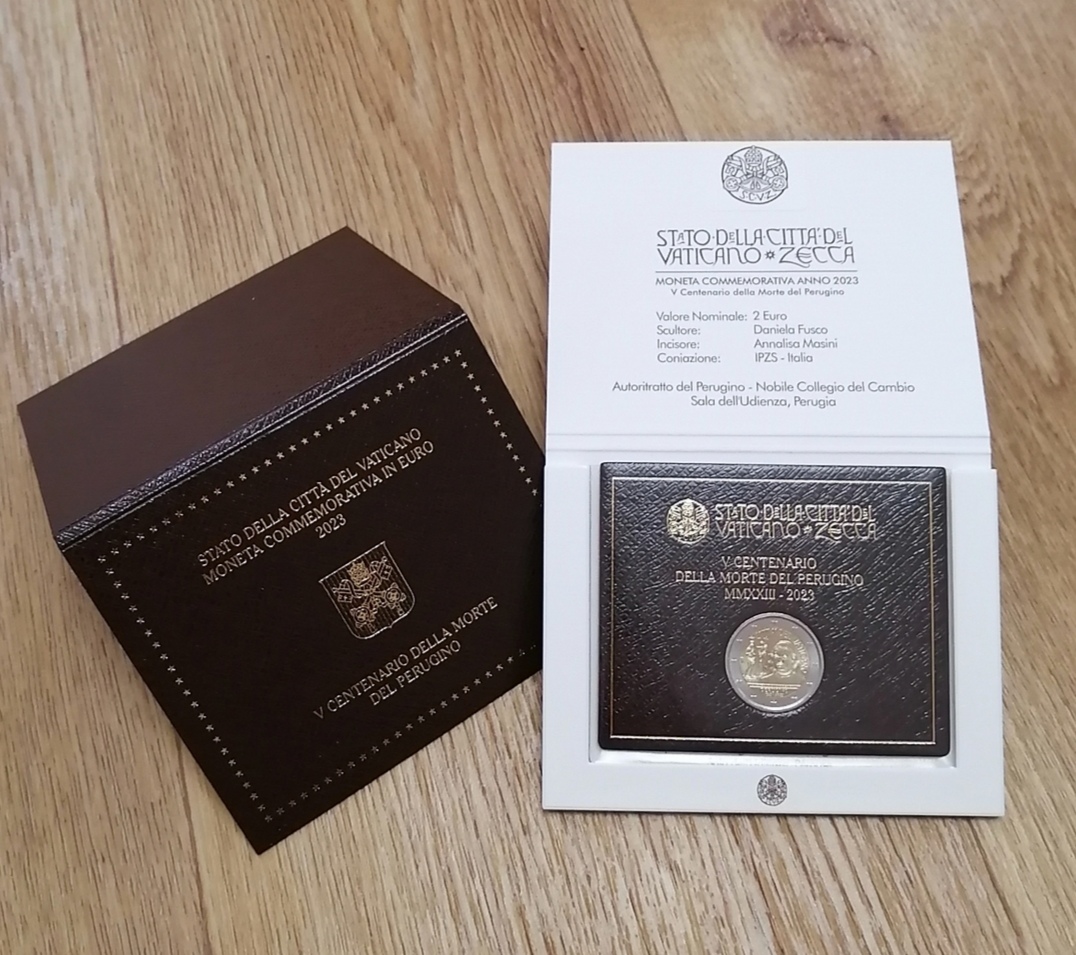 STATO DELLA CITTÀ DEL VATICANO
MONETA COMMEMORATIVA IN EURO
2023
V CENTENARIO DELLA MORTE
DEL PERUGINO
S.C.V.Z.
STATO·DELLA·CITTA'·DEL
VATICANO * ZECCA
MONETA COMMEMORATIVA ANNO 2023
V Centenario della Morte del Perugino
Valore Nominale: 2 Euro
Scultore: Daniela Fusco
Incisore: Annalisa Masini
Coniazione: IPZS - Italia
Autoritratto del Perugino - Nobile Collegio del Cambio
Sala dell'Udienza, Perugia
STATO·DELLA·CITTA'·DEL
VATICANO * ZECCA
V CENTENARIO
DELLA MORTE DEL PERUGINO
MMXXIII - 2023